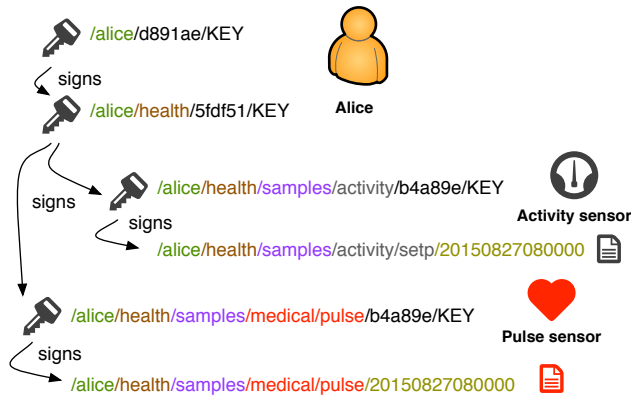 /alice/d891ae/KEY
signs
/alice/health/5fdf51/KEY
Alice
/alice/health/samples/activity/b4a89e/KEY
signs
signs
Activity sensor
/alice/health/samples/activity/setp/20150827080000
/alice/health/samples/medical/pulse/b4a89e/KEY
Pulse sensor
signs
/alice/health/samples/medical/pulse/20150827080000